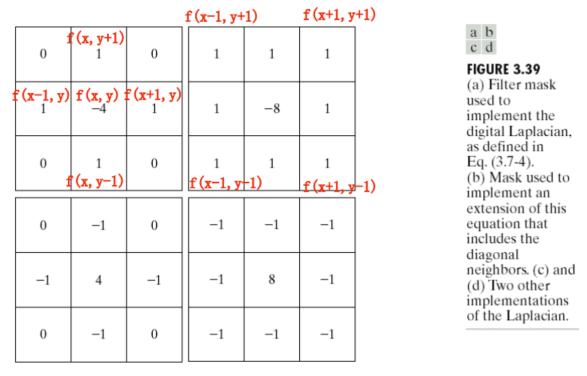 f(x-1, y+1) f(x+1, y+1)
f(x, y+1)
0 1 0 1 1 1
f(x-1, y) f(x, y) f(x+1, y)
1 −4 1 1 −8 1
0 1 0 1 1 1
f(x, y-1) f(x-1, y-1) f(x+1, y-1)
0 −1 0 −1 −1 −1
−1 4 −1 −1 8 −1
0 −1 0 −1 −1 −1
a b
c d
FIGURE 3.39
(a) Filter mask
used to
implement the
digital Laplacian,
as defined in
Eq. (3.7-4).
(b) Mask used to
implement an
extension of this
equation that
includes the
diagonal
neighbors. (c) and
(d) Two other
implementations
of the Laplacian.